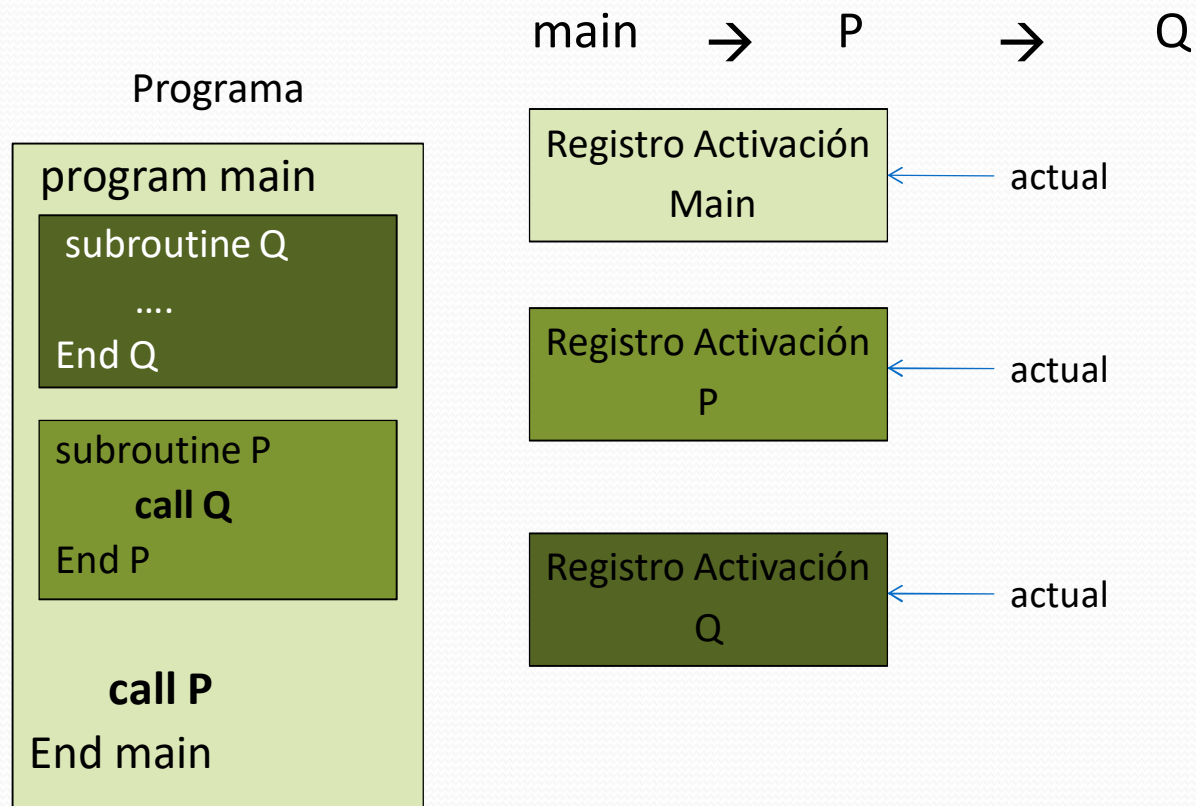 main → P → Q
Programa
program main
subroutine Q
....
End Q
subroutine P
call Q
End P
call P
End main
Registro Activación
Main
actual
Registro Activación
P
actual
Registro Activación
Q
actual